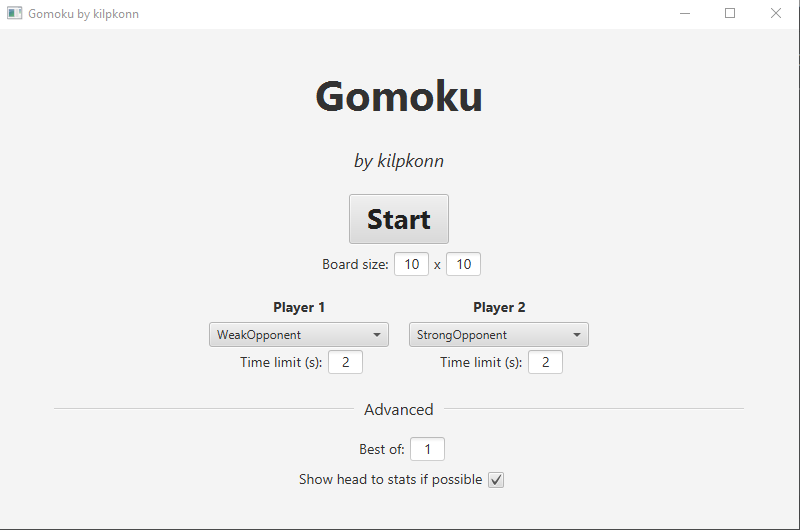 Gomoku by kilpkonn
Gomoku
by kilpkonn
Start
Board size: 10 x 10
Player 1 Player 2
WeakOpponent StrongOpponent
Time limit (s): 2 Time limit (s): 2
Advanced
Best of: 1
Show head to stats if possible